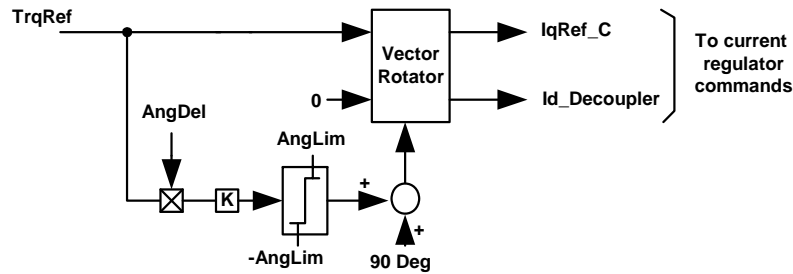 TrqRef
IqRef_C
Vector
Rotator
To current
regulator
commands
0
Id_Decoupler
AngDel
AngLim
K
+
+
-AngLim
90 Deg